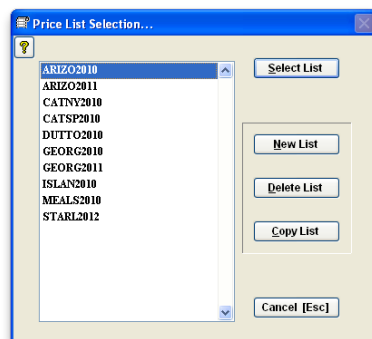 Price List Selection...
?
ARIZO2010
ARIZO2011
CATNY2010
CATSP2010
DUTTO2010
GEORG2010
GEORG2011
ISLAN2010
MEALS2010
STARL2012
Select List
New List
Delete List
Copy List
Cancel [Esc]